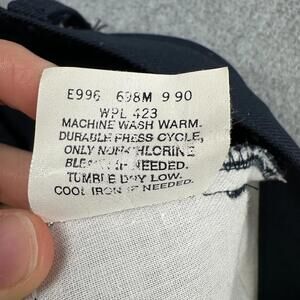 E996 698M 9 90
WPL 423
MACHINE WASH WARM.
DURABLE PRESS CYCLE,
ONLY NON-CHLORINE
BLEACH IF NEEDED.
TUMBLE DRY LOW.
COOL IRON IF NEEDED.